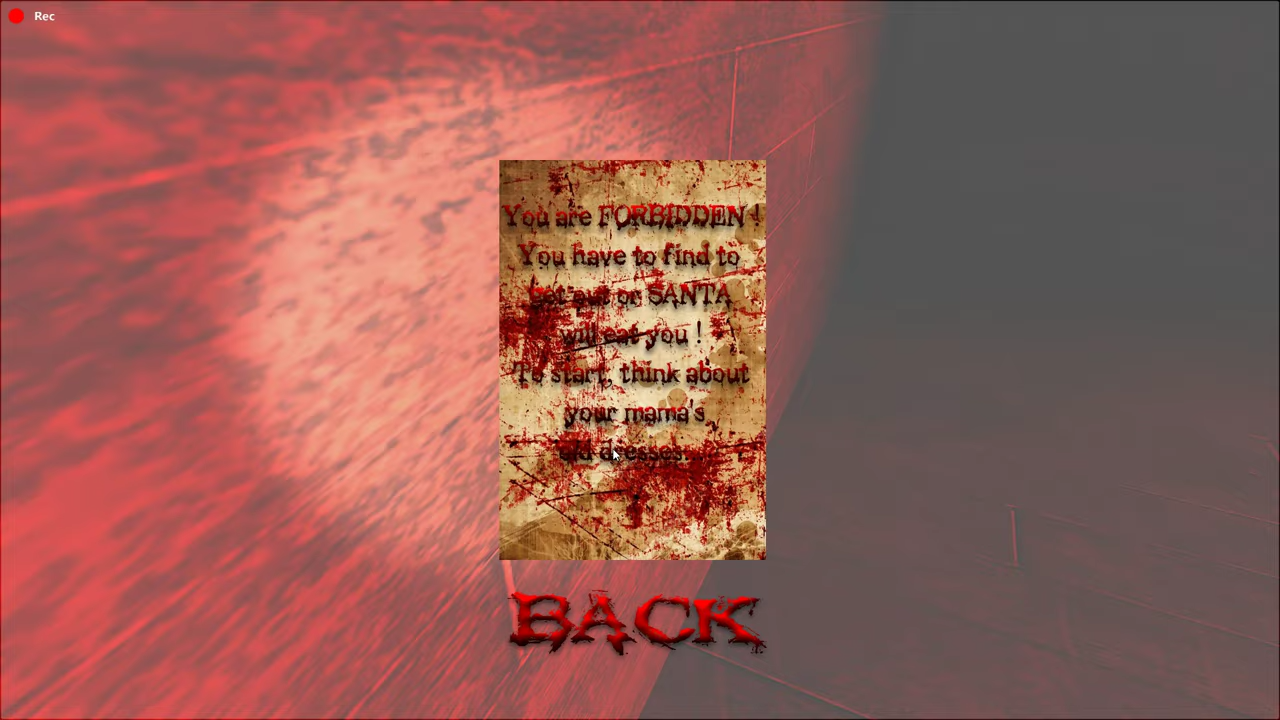 Rec
You are FORBIDDEN !
You have to find to
get out or SANTA
will eat you !
To start, think about
your mama's
old dresses...
BACK